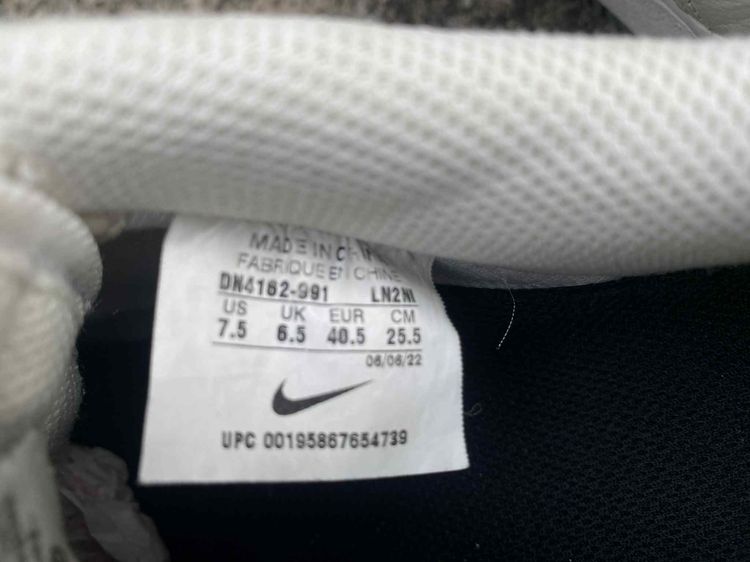 MADE IN CHINA
FABRIQUE EN CHINE
DN4162-991 LN2NL
US UK EUR CM
7.5 6.5 40.5 25.5
06/06/22
UPC 00195867654739